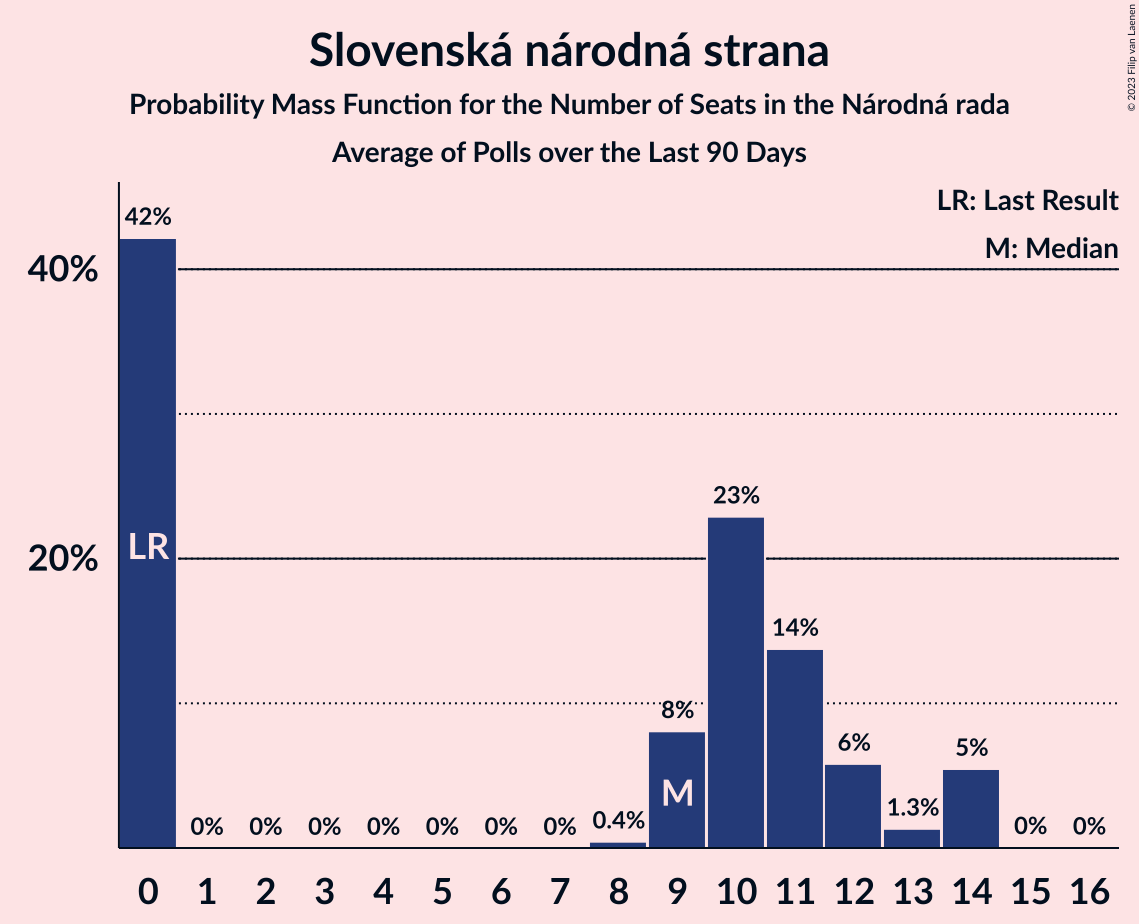 Slovenská národná strana
Probability Mass Function for the Number of Seats in the Národná rada
Average of Polls over the Last 90 Days
© 2023 Filip van Laenen
LR: Last Result
M: Median
40%
20%
42%
0%
0%
0%
0%
0%
0%
0%
0.4%
8%
23%
14%
6%
1.3%
5%
0%
0%
LR
M
0 1 2 3 4 5 6 7 8 9 10 11 12 13 14 15 16